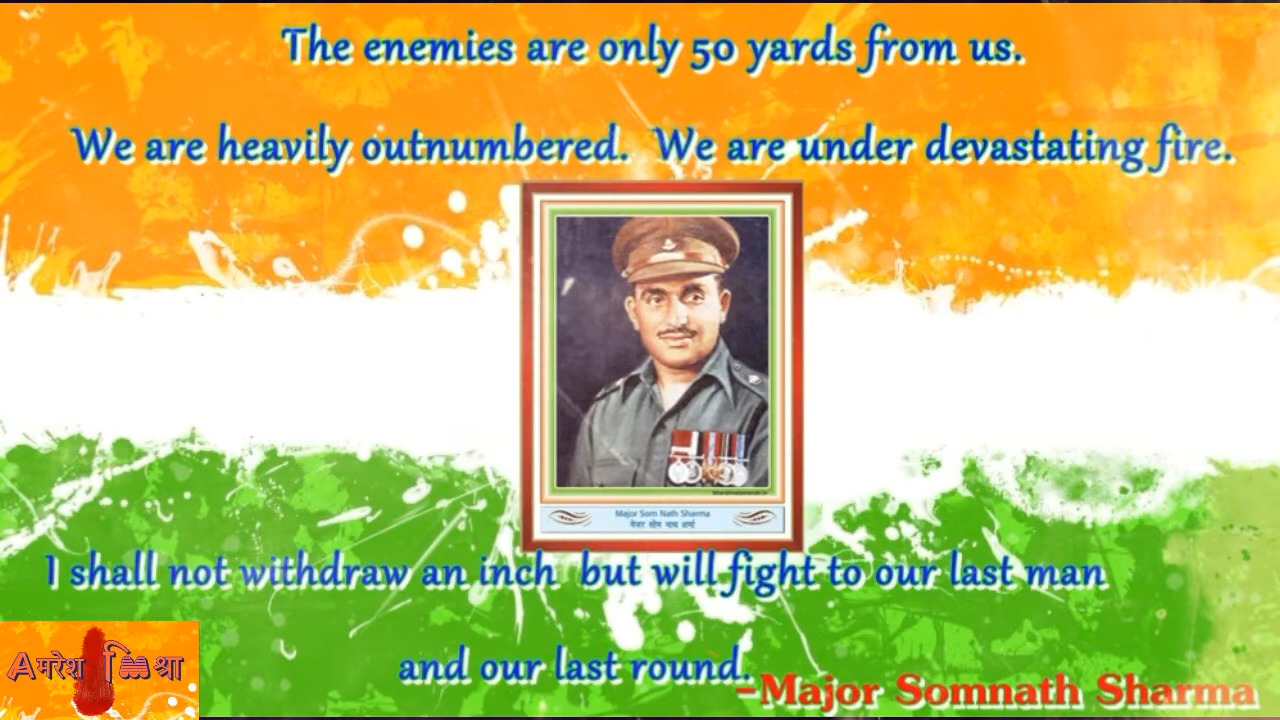 The enemies are only 50 yards from us.
We are heavily outnumbered. We are under devastating fire.
Major Som Nath Sharma
मेजर सोम नाथ शर्मा
I shall not withdraw an inch but will fight to our last man
and our last round.
-Major Somnath Sharma
Aमरेश मिश्रा